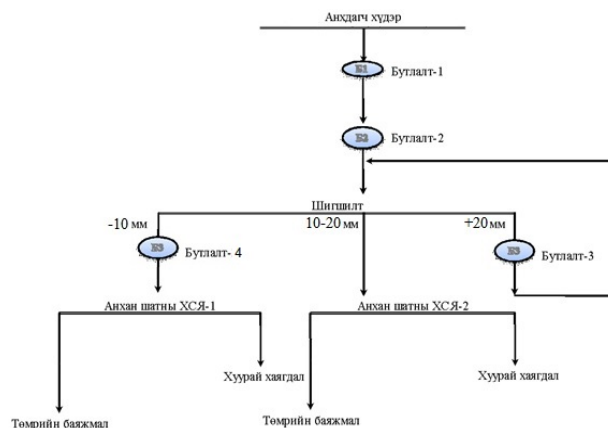 Анхдагч хүдэр
Б1
Бутлалт-1
Б2
Бутлалт-2
Шигшилт
-10 мм
10-20 мм
+20 мм
Б3
Бутлалт- 4
Б3
Бутлалт-3
Анхан шатны ХСЯ-1
Анхан шатны ХСЯ-2
Хуурай хаягдал
Хуурай хаягдал
Төмрийн баяжмал
Төмрийн баяжмал